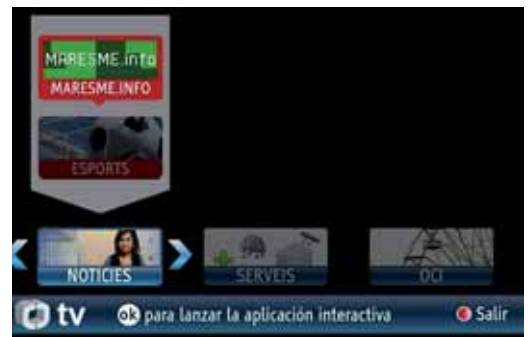 MARESME.info
MARESME.INFO
ESPORTS
NOTICIES
SERVEIS
OCI
tv
ok para lanzar la aplicación interactiva
Salir